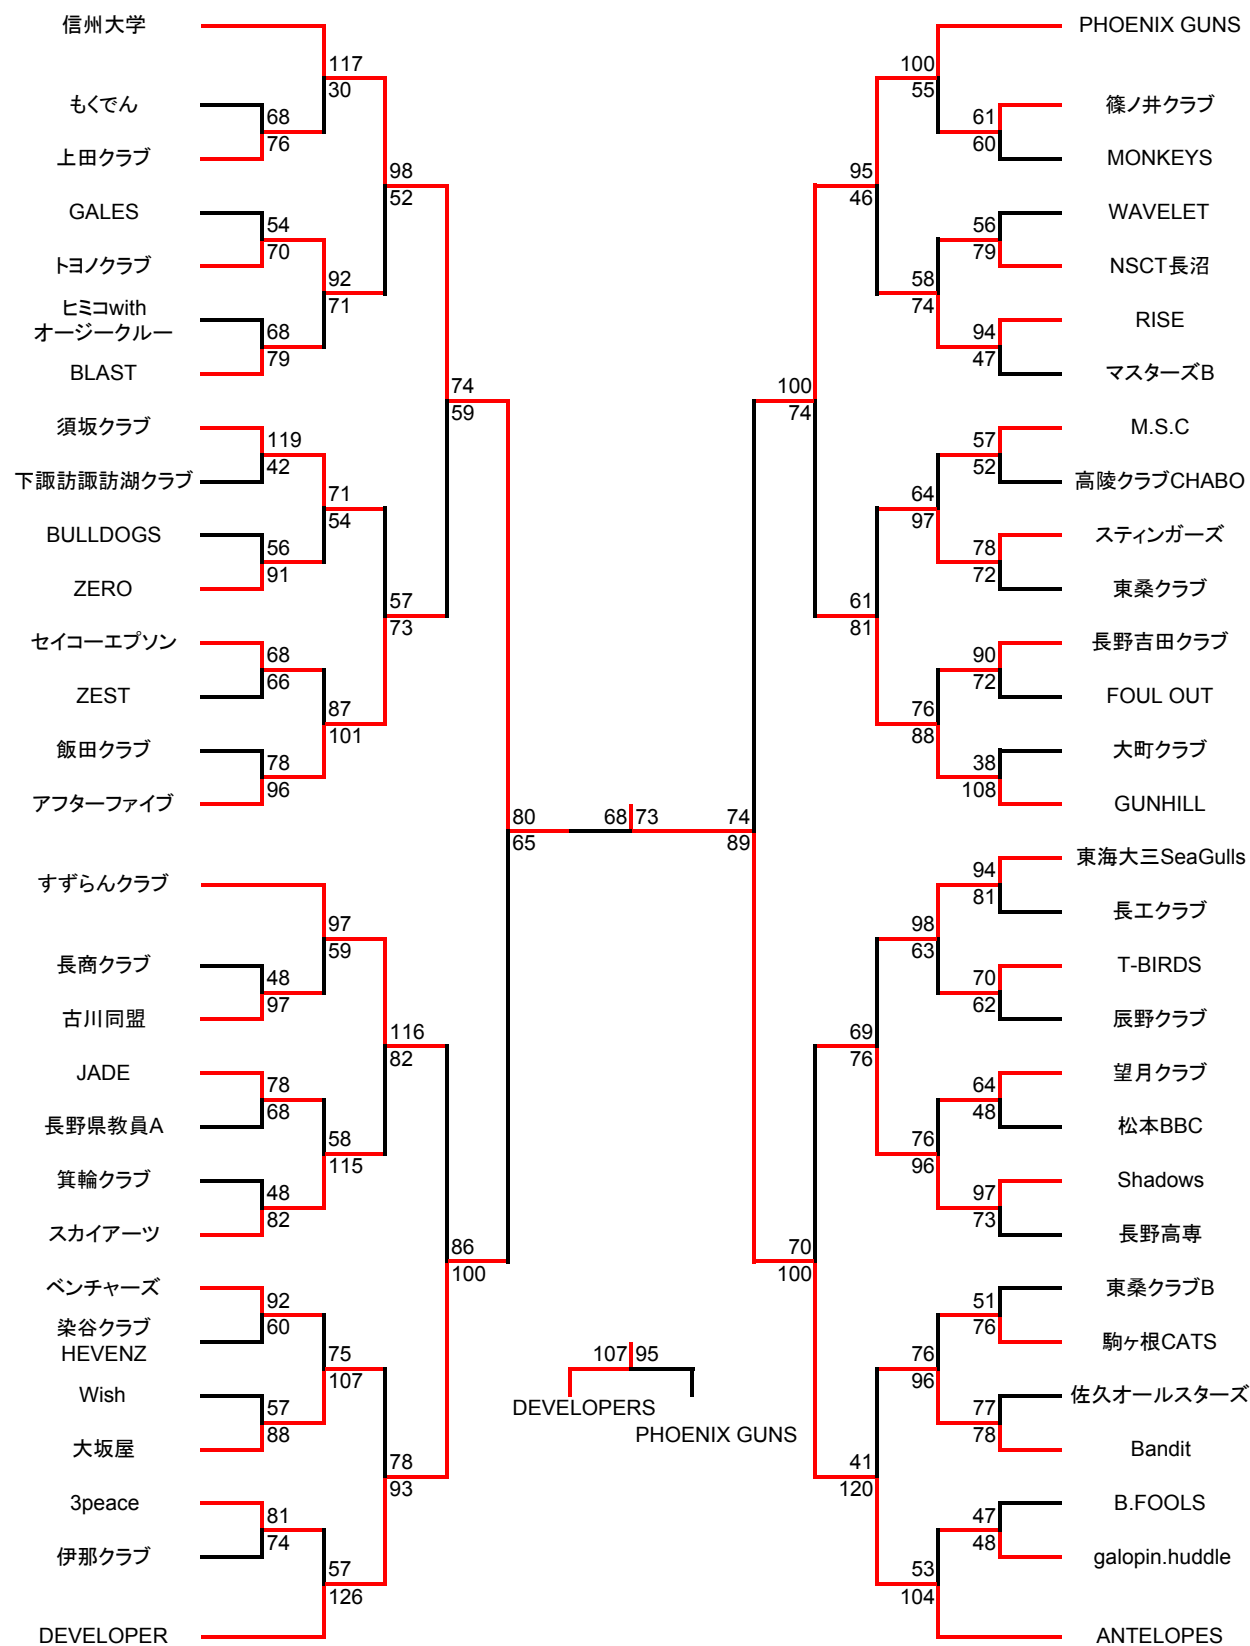 信州大学
117
30
もくでん
68
76
上田クラブ
98
52
GALES
54
70
トヨノクラブ
92
71
ヒミコwith
オージークルー
68
79
BLAST
74
59
須坂クラブ
119
42
下諏訪諏訪湖クラブ
71
54
BULLDOGS
56
91
ZERO
57
73
セイコーエプソン
68
66
ZEST
87
101
飯田クラブ
78
96
アフターファイブ
80
65
すずらんクラブ
97
59
長商クラブ
48
97
古川同盟
116
82
JADE
78
68
長野県教員A
58
115
箕輪クラブ
48
82
スカイアーツ
86
100
ベンチャーズ
92
60
染谷クラブ
HEVENZ
75
107
Wish
57
88
大坂屋
78
93
3peace
81
74
伊那クラブ
57
126
DEVELOPER
68 73
107 95
DEVELOPERS
PHOENIX GUNS
PHOENIX GUNS
100
55
篠ノ井クラブ
61
60
MONKEYS
95
46
WAVELET
56
79
NSCT長沼
58
74
RISE
94
47
マスターズB
100
74
M.S.C
57
52
高陵クラブCHABO
64
97
スティンガーズ
78
72
東桑クラブ
61
81
長野吉田クラブ
90
72
FOUL OUT
76
88
大町クラブ
38
108
GUNHILL
74
89
東海大三SeaGulls
94
81
長工クラブ
98
63
T-BIRDS
70
62
辰野クラブ
69
76
望月クラブ
64
48
松本BBC
76
96
Shadows
97
73
長野高専
70
100
東桑クラブB
51
76
駒ヶ根CATS
76
96
佐久オールスターズ
77
78
Bandit
41
120
B.FOOLS
47
48
galopin.huddle
53
104
ANTELOPES